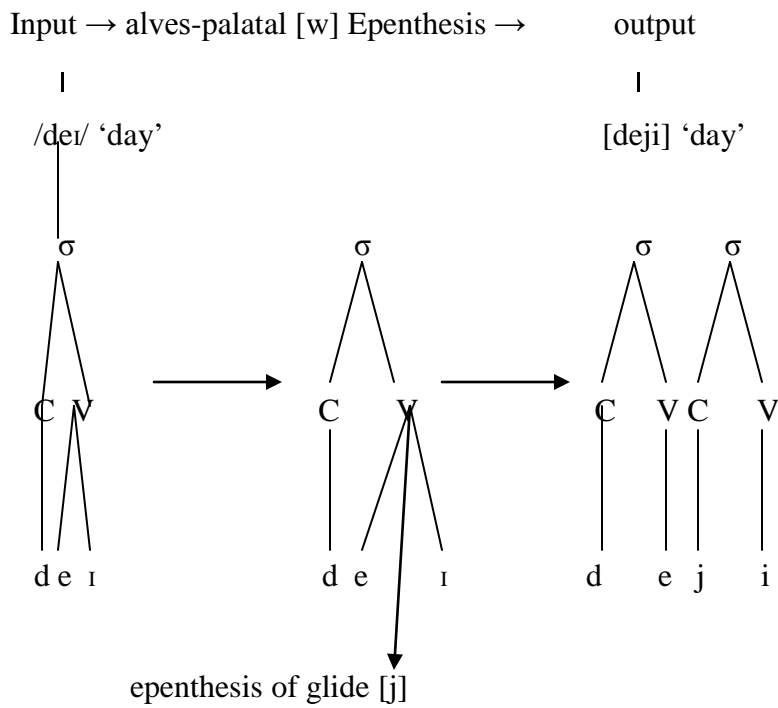 Input → alves-palatal [w] Epenthesis → output
/deɪ/ ‘day’ [deji] ‘day’
σ σ σ σ
C V C V C V C V
d e ɪ d e ɪ d e j i
epenthesis of glide [j]